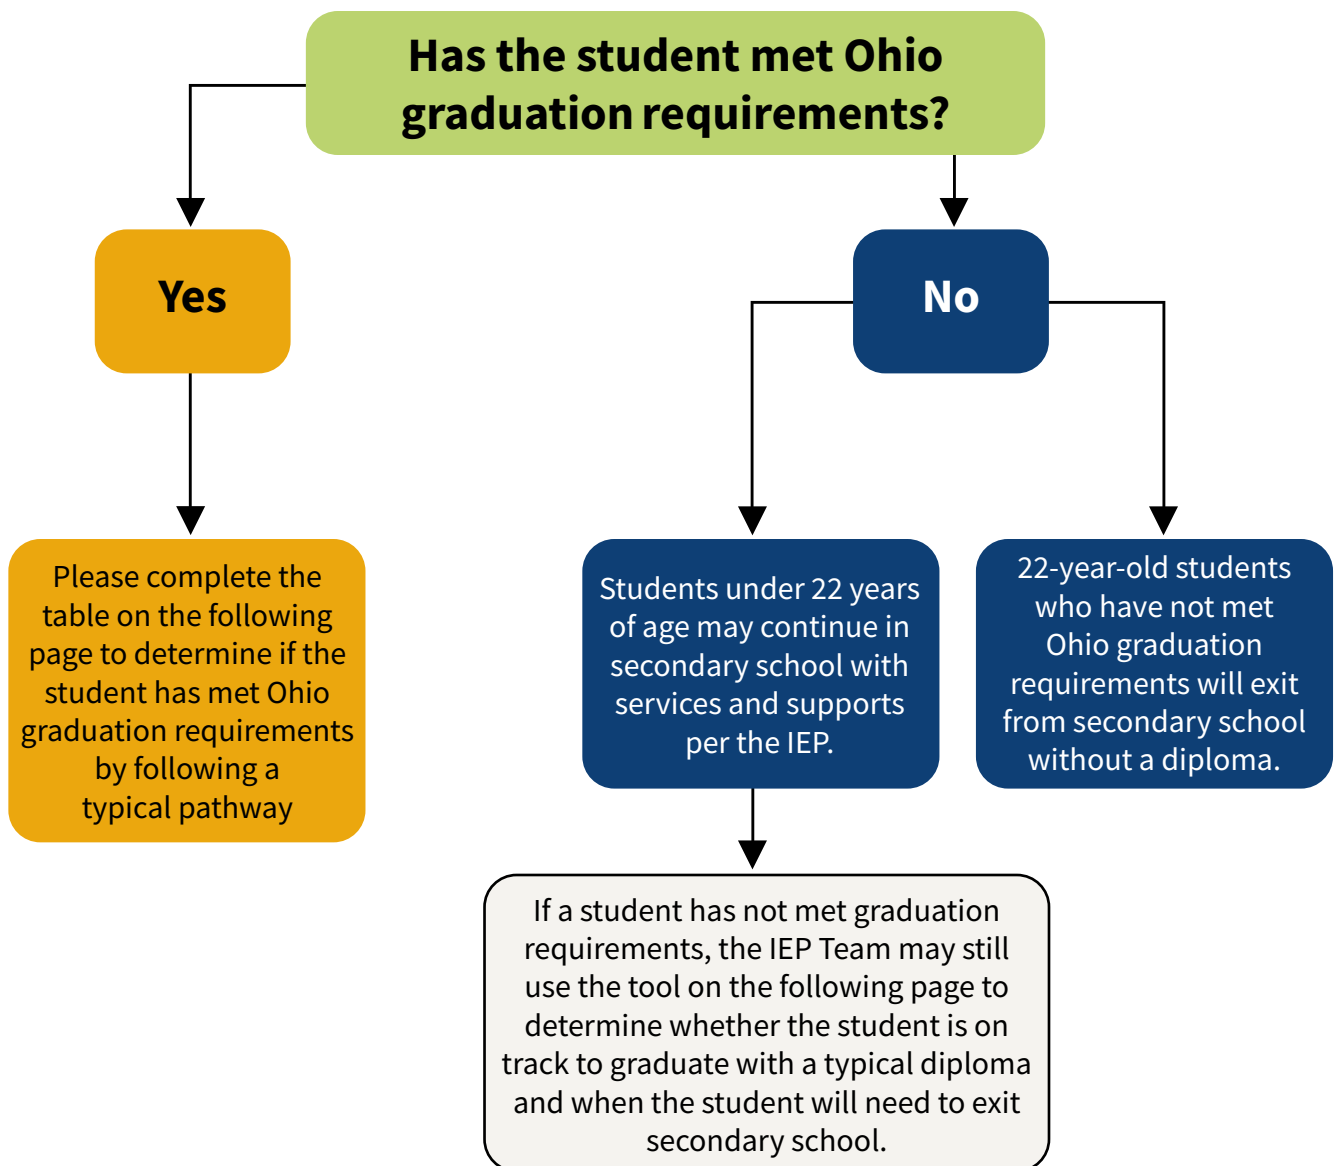 Has the student met Ohio
graduation requirements?
Yes
No
Please complete the
table on the following
page to determine if the
student has met Ohio
graduation requirements
by following a
typical pathway
Students under 22 years
of age may continue in
secondary school with
services and supports
per the IEP.
22-year-old students
who have not met
Ohio graduation
requirements will exit
from secondary school
without a diploma.
If a student has not met graduation
requirements, the IEP Team may still
use the tool on the following page to
determine whether the student is on
track to graduate with a typical diploma
and when the student will need to exit
secondary school.